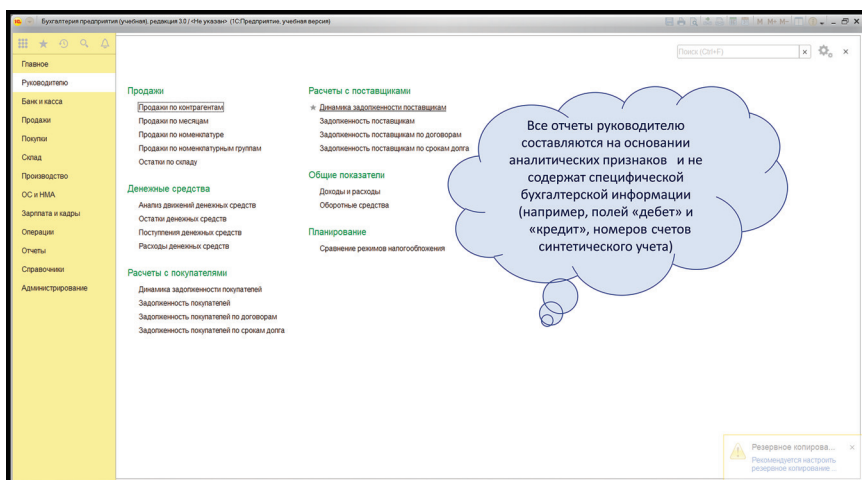 Бухгалтерия предприятия (учебная), редакция 3.0 / <Не указан> (1С:Предприятие, учебная версия)
M M+ M-
Поиск (Ctrl+F)
Главное
Руководителю
Банк и касса
Продажи
Покупки
Склад
Производство
ОС и НМА
Зарплата и кадры
Операции
Отчеты
Справочники
Администрирование
Продажи
Продажи по контрагентам
Продажи по месяцам
Продажи по номенклатуре
Продажи по номенклатурным группам
Остатки по складу
Денежные средства
Анализ движений денежных средств
Остатки денежных средств
Поступления денежных средств
Расходы денежных средств
Расчеты с покупателями
Динамика задолженности покупателей
Задолженность покупателей
Задолженность покупателей по договорам
Задолженность покупателей по срокам долга
Расчеты с поставщиками
Динамика задолженности поставщикам
Задолженность поставщикам
Задолженность поставщикам по договорам
Задолженность поставщикам по срокам долга
Общие показатели
Доходы и расходы
Оборотные средства
Планирование
Сравнение режимов налогообложения
Все отчеты руководителю
составляются на основании
аналитических признаков и не
содержат специфической
бухгалтерской информации
(например, полей «дебет» и
«кредит», номеров счетов
синтетического учета)
Резервное копирова...
Рекомендуется настроить
резервное копирование ...